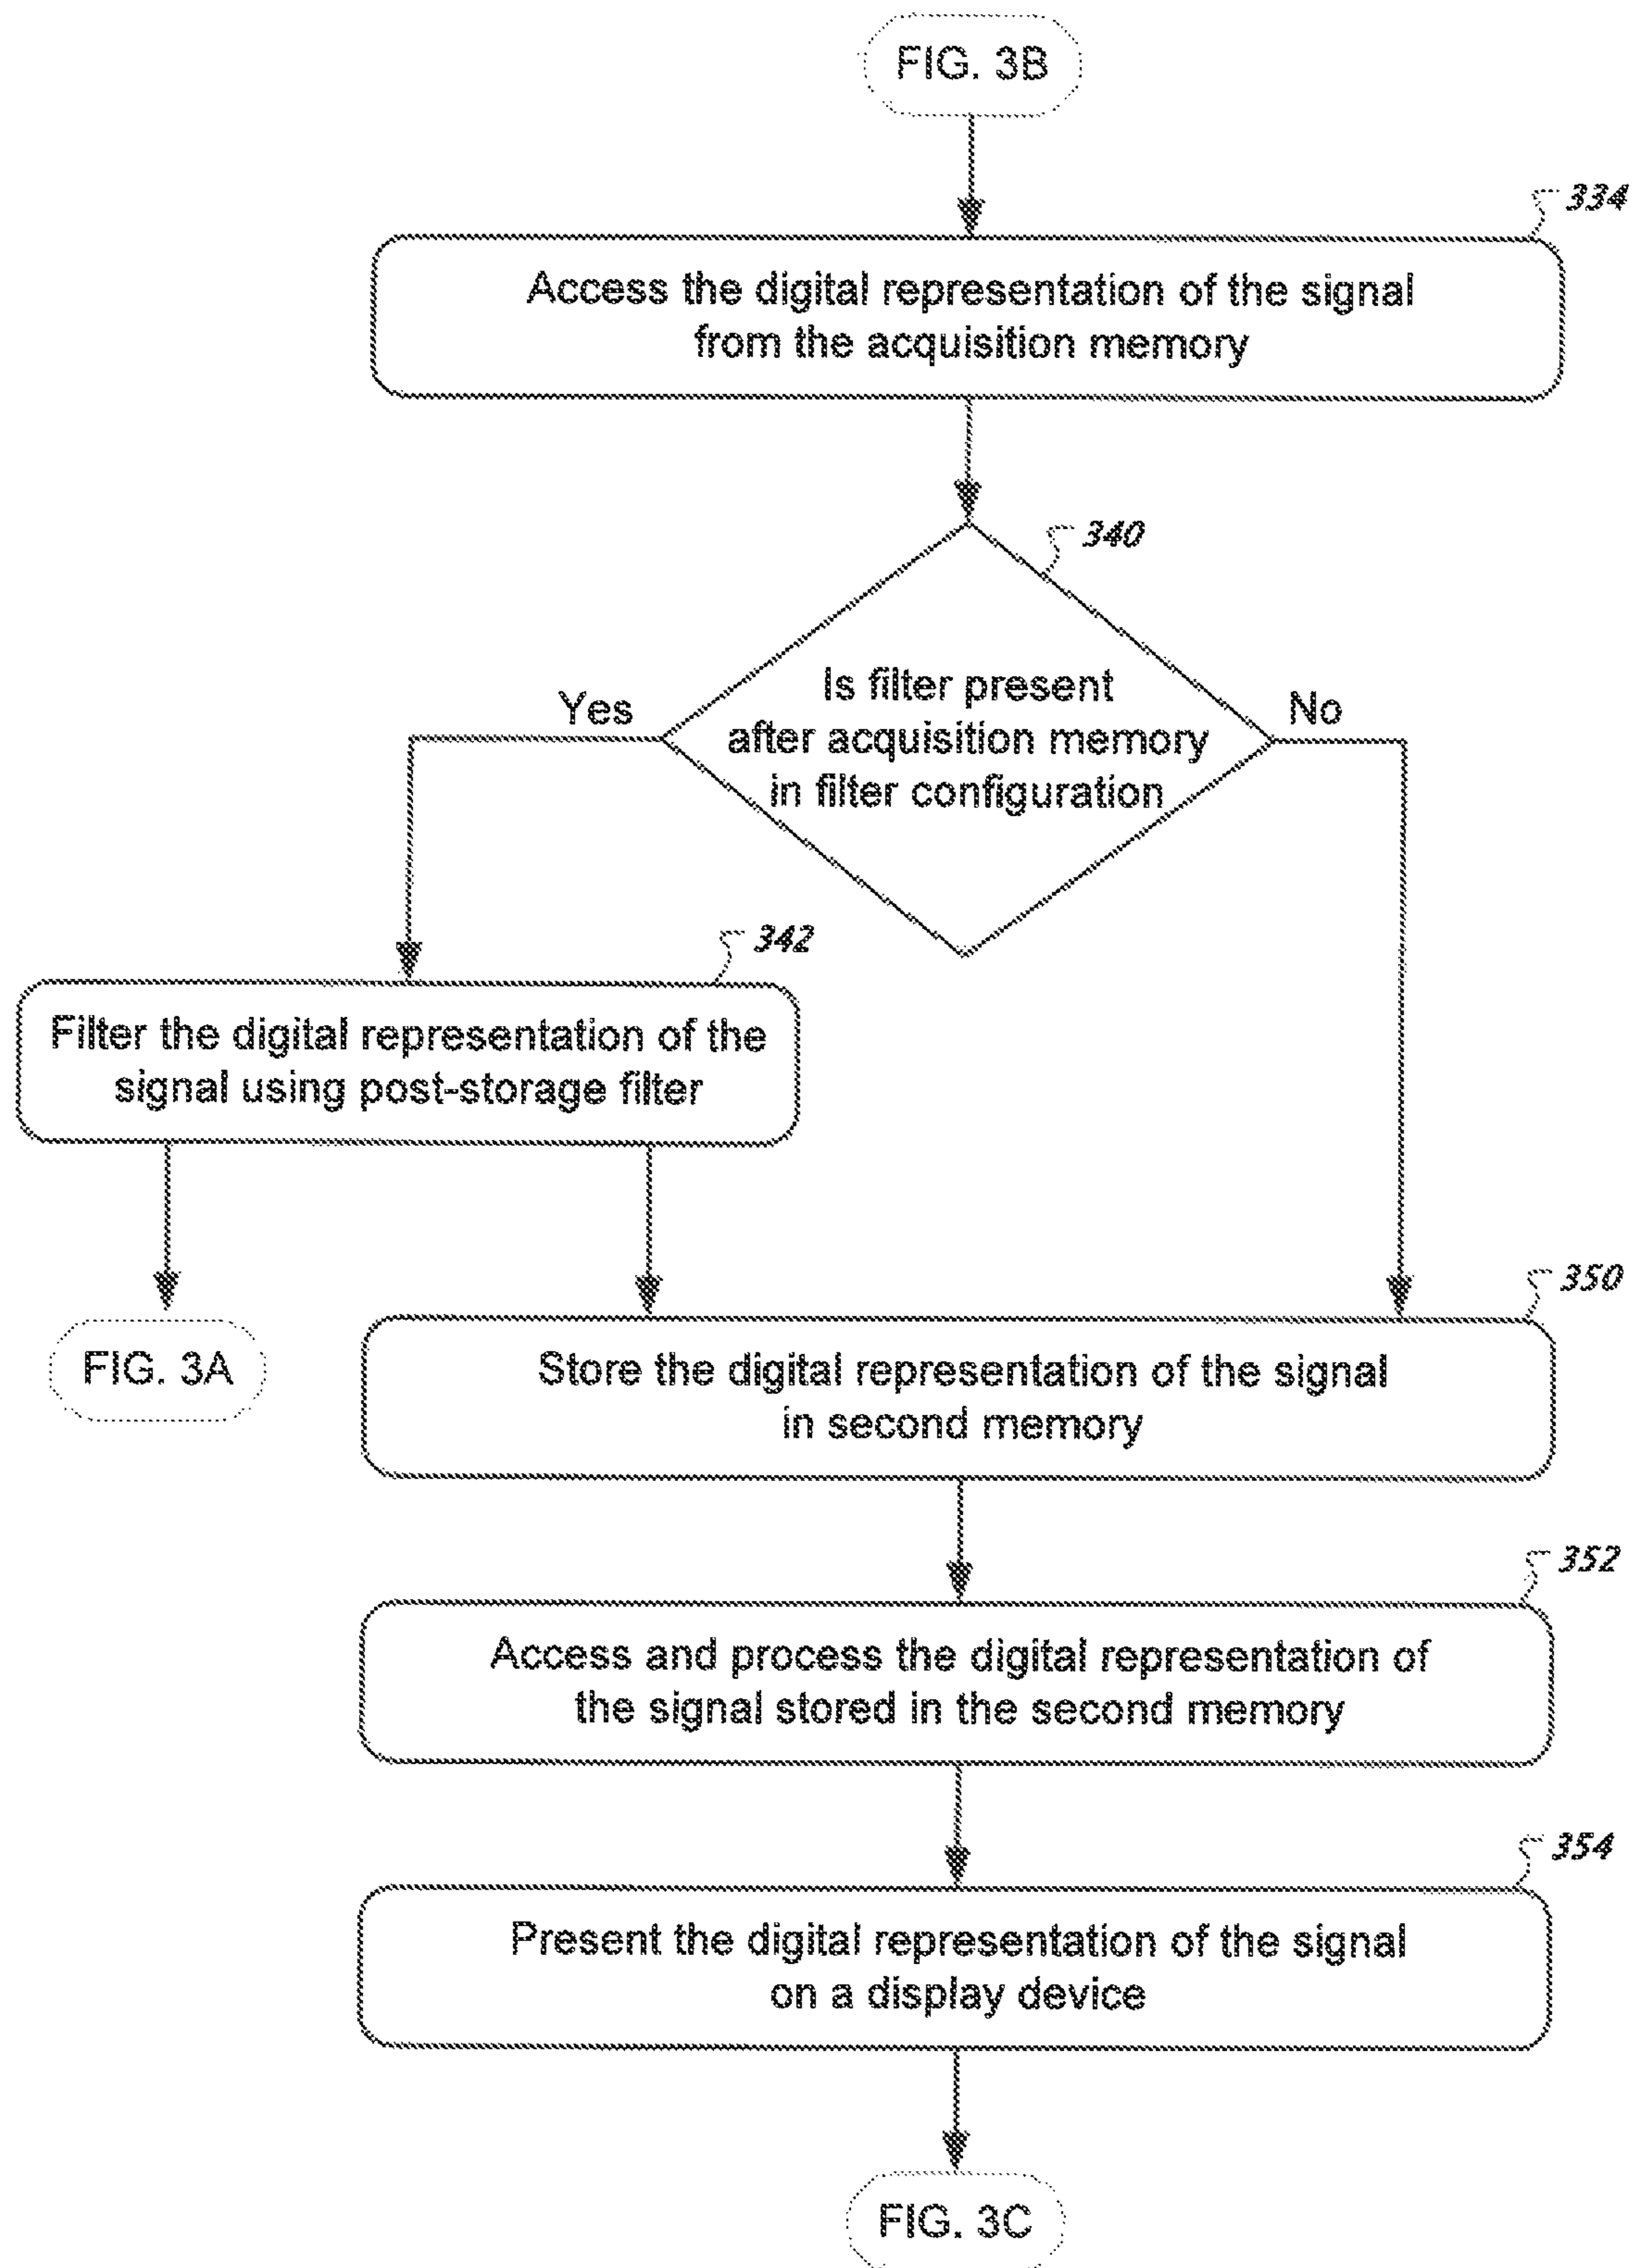 FIG. 3B
334
Access the digital representation of the signal
from the acquisition memory
340
Is filter present
after acquisition memory
in filter configuration
Yes
No
342
Filter the digital representation of the
signal using post-storage filter
FIG. 3A
350
Store the digital representation of the signal
in second memory
352
Access and process the digital representation of
the signal stored in the second memory
354
Present the digital representation of the signal
on a display device
FIG. 3C